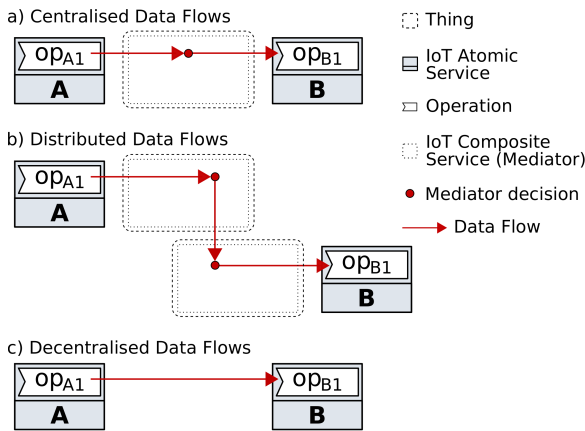 a) Centralised Data Flows
opA1
A
opB1
B
b) Distributed Data Flows
opA1
A
opB1
B
c) Decentralised Data Flows
opA1
A
opB1
B
Thing
IoT Atomic
Service
Operation
IoT Composite
Service (Mediator)
Mediator decision
Data Flow